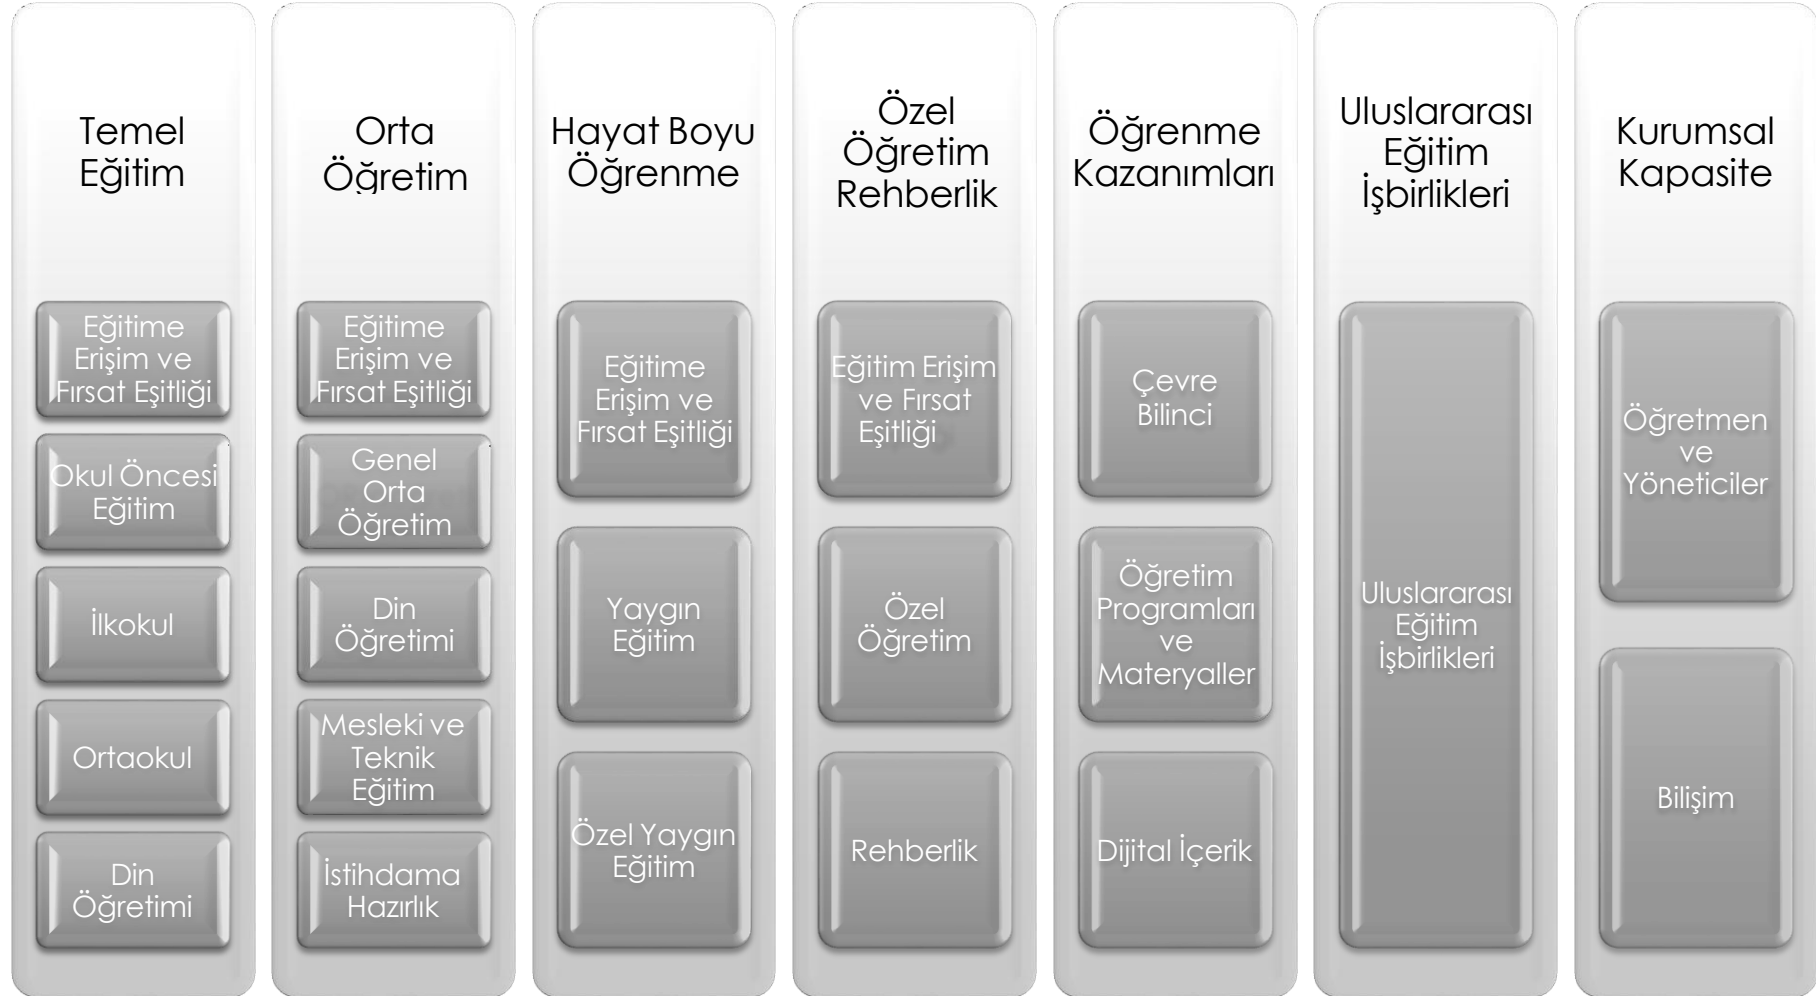 Temel
Eğitim
Eğitime
Erişim ve
Fırsat Eşitliği
Okul Öncesi
Eğitim
İlkokul
Ortaokul
Din
Öğretimi
Orta
Öğretim
Eğitime
Erişim ve
Fırsat Eşitliği
Genel
Orta
Öğretim
Din
Öğretimi
Mesleki ve
Teknik
Eğitim
İstihdama
Hazırlık
Hayat Boyu
Öğrenme
Eğitime
Erişim ve
Fırsat Eşitliği
Yaygın
Eğitim
Özel Yaygın
Eğitim
Özel
Öğretim
Rehberlik
Eğitim Erişim
ve Fırsat
Eşitliği
Özel
Öğretim
Rehberlik
Öğrenme
Kazanımları
Çevre
Bilinci
Öğretim
Programları
ve
Materyaller
Dijital İçerik
Uluslararası
Eğitim
İşbirlikleri
Uluslararası
Eğitim
İşbirlikleri
Kurumsal
Kapasite
Öğretmen
ve
Yöneticiler
Bilişim